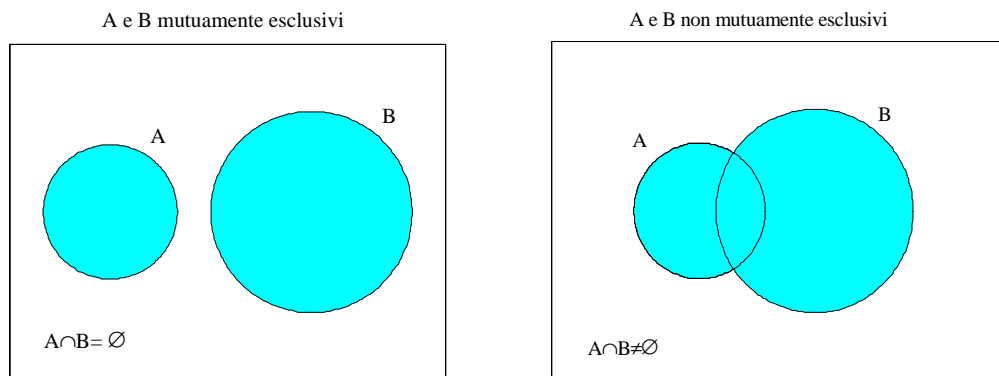 A e B mutuamente esclusivi
A
B
A∩B= ∅
A e B non mutuamente esclusivi
A
B
A∩B≠∅